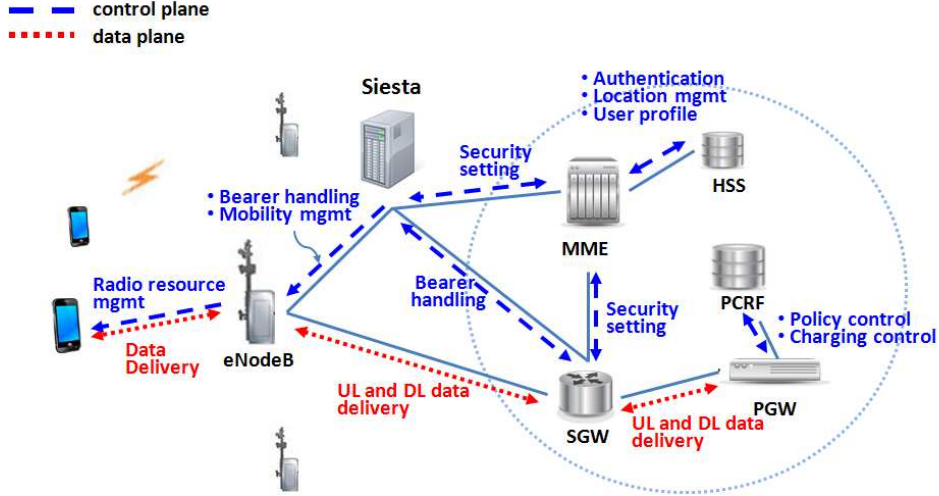 control plane
data plane
Siesta
• Authentication
• Location mgmt
• User profile
Security
setting
HSS
• Bearer handling
• Mobility mgmt
MME
Radio resource
mgmt
Bearer
handling
Security
setting
PCRF
• Policy control
• Charging control
Data
Delivery
eNodeB
UL and DL data
delivery
SGW
UL and DL data
delivery
PGW